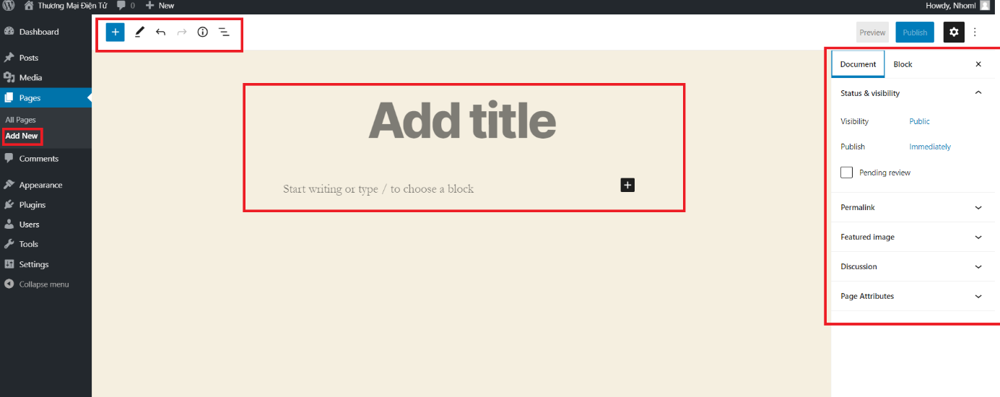 Thương Mại Điện Tử 0 New Howdy, Nhoml
Dashboard
Posts
Media
Pages
All Pages
Add New
Comments
Appearance
Plugins
Users
Tools
Settings
Collapse menu
Preview Publish
Add title
Start writing or type / to choose a block
Document Block
Status & visibility
Visibility Public
Publish Immediately
Pending review
Permalink
Featured image
Discussion
Page Attributes